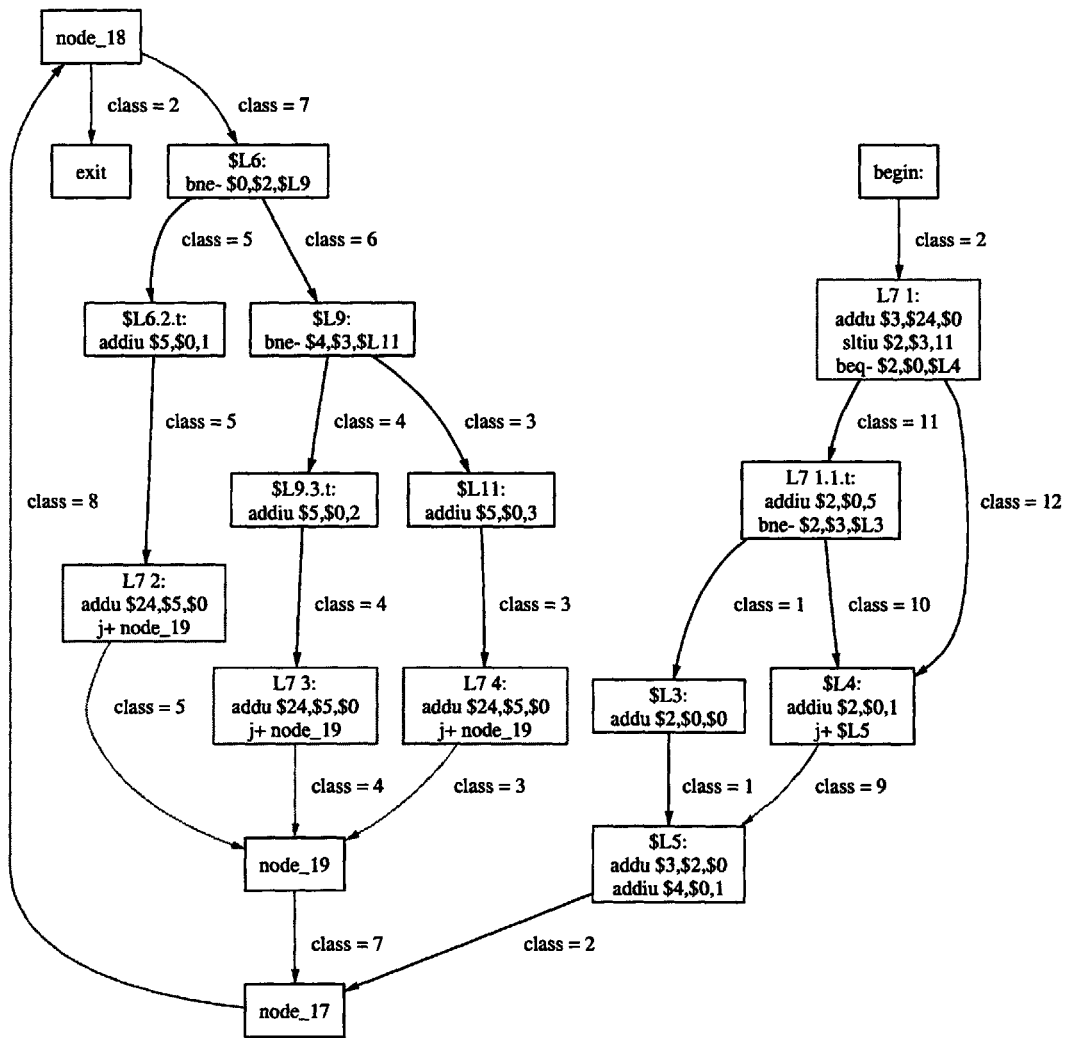 node_18
class = 2
class = 7
exit
$L6:
bne- $0,$2,$L9
begin:
class = 5
class = 6
class = 2
$L6.2.t:
addiu $5,$0,1
$L9:
bne- $4,$3,$L11
L7 1:
addu $3,$24,$0
sltiu $2,$3,11
beq- $2,$0,$L4
class = 5
class = 4
class = 3
class = 11
class = 8
$L9.3.t:
addiu $5,$0,2
$L11:
addiu $5,$0,3
L7 1.1.t:
addiu $2,$0,5
bne- $2,$3,$L3
class = 12
L7 2:
addu $24,$5,$0
j+ node_19
class = 4
class = 3
class = 1
class = 10
class = 5
L7 3:
addu $24,$5,$0
j+ node_19
L7 4:
addu $24,$5,$0
j+ node_19
$L3:
addu $2,$0,$0
$L4:
addiu $2,$0,1
j+ $L5
class = 4
class = 3
class = 1
class = 9
node_19
$L5:
addu $3,$2,$0
addiu $4,$0,1
class = 7
class = 2
node_17